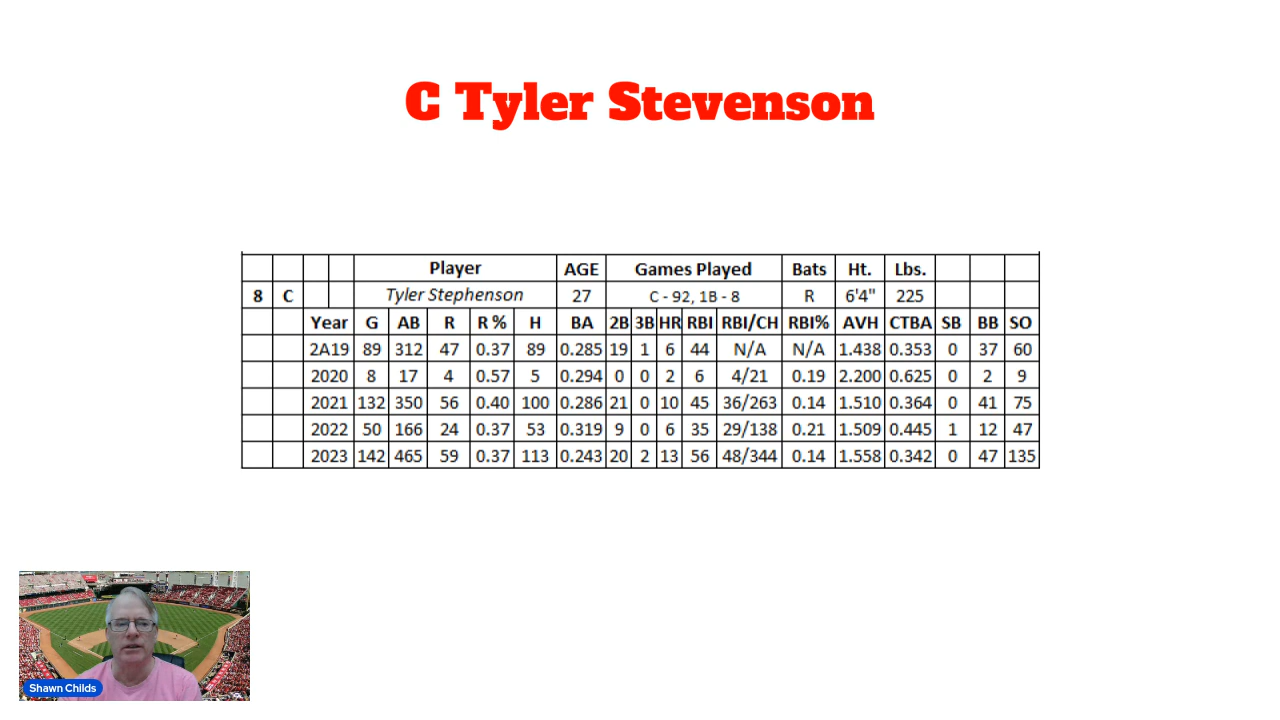 C Tyler Stevenson
Player AGE Games Played Bats Ht. Lbs.
8 C Tyler Stephenson 27 C - 92, 1B - 8 R 6'4" 225
Year G AB R R % H BA 2B 3B HR RBI RBI/CH RBI% AVH CTBA SB BB SO
2A19 89 312 47 0.37 89 0.285 19 1 6 44 N/A N/A 1.438 0.353 0 37 60
2020 8 17 4 0.57 5 0.294 0 0 2 6 4/21 0.19 2.200 0.625 0 2 9
2021 132 350 56 0.40 100 0.286 21 0 10 45 36/263 0.14 1.510 0.364 0 41 75
2022 50 166 24 0.37 53 0.319 9 0 6 35 29/138 0.21 1.509 0.445 1 12 47
2023 142 465 59 0.37 113 0.243 20 2 13 56 48/344 0.14 1.558 0.342 0 47 135
Shawn Childs